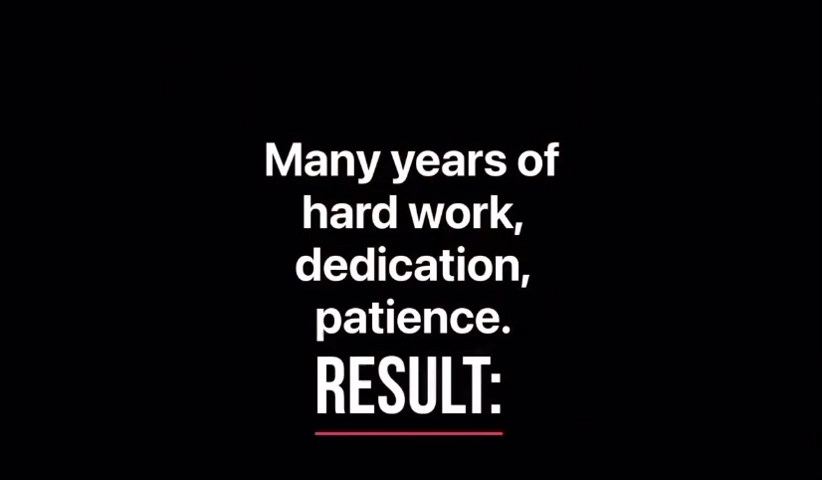 Many years of
hard work,
dedication,
patience.
RESULT: